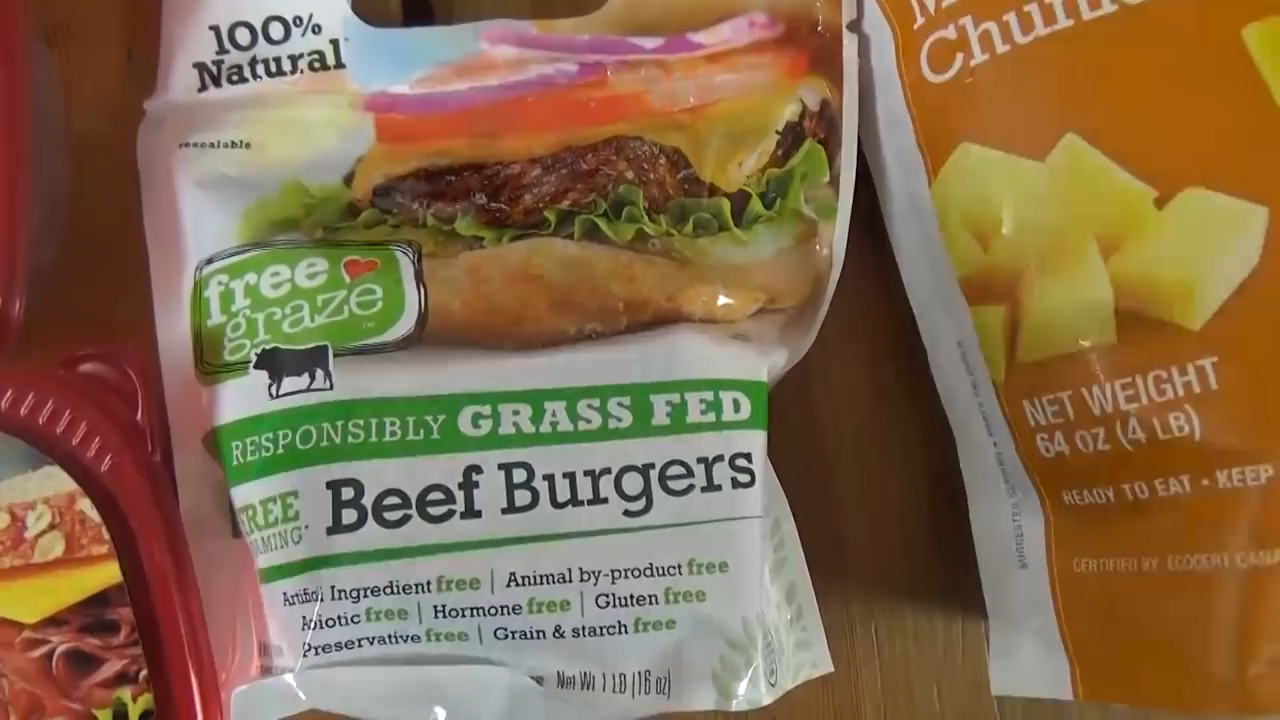 100%
Natural
resealable
free
graze
RESPONSIBLY GRASS FED
Beef Burgers
Ingredient free | Animal by-product free
free | Hormone free | Gluten free
Preservative free | Grain & starch free
Net Wt 1 LB (16 oz)
Chunks
NET WEIGHT
64 OZ (4 LB)
READY TO EAT • KEEP
CERTIFIED BY ECOCERT